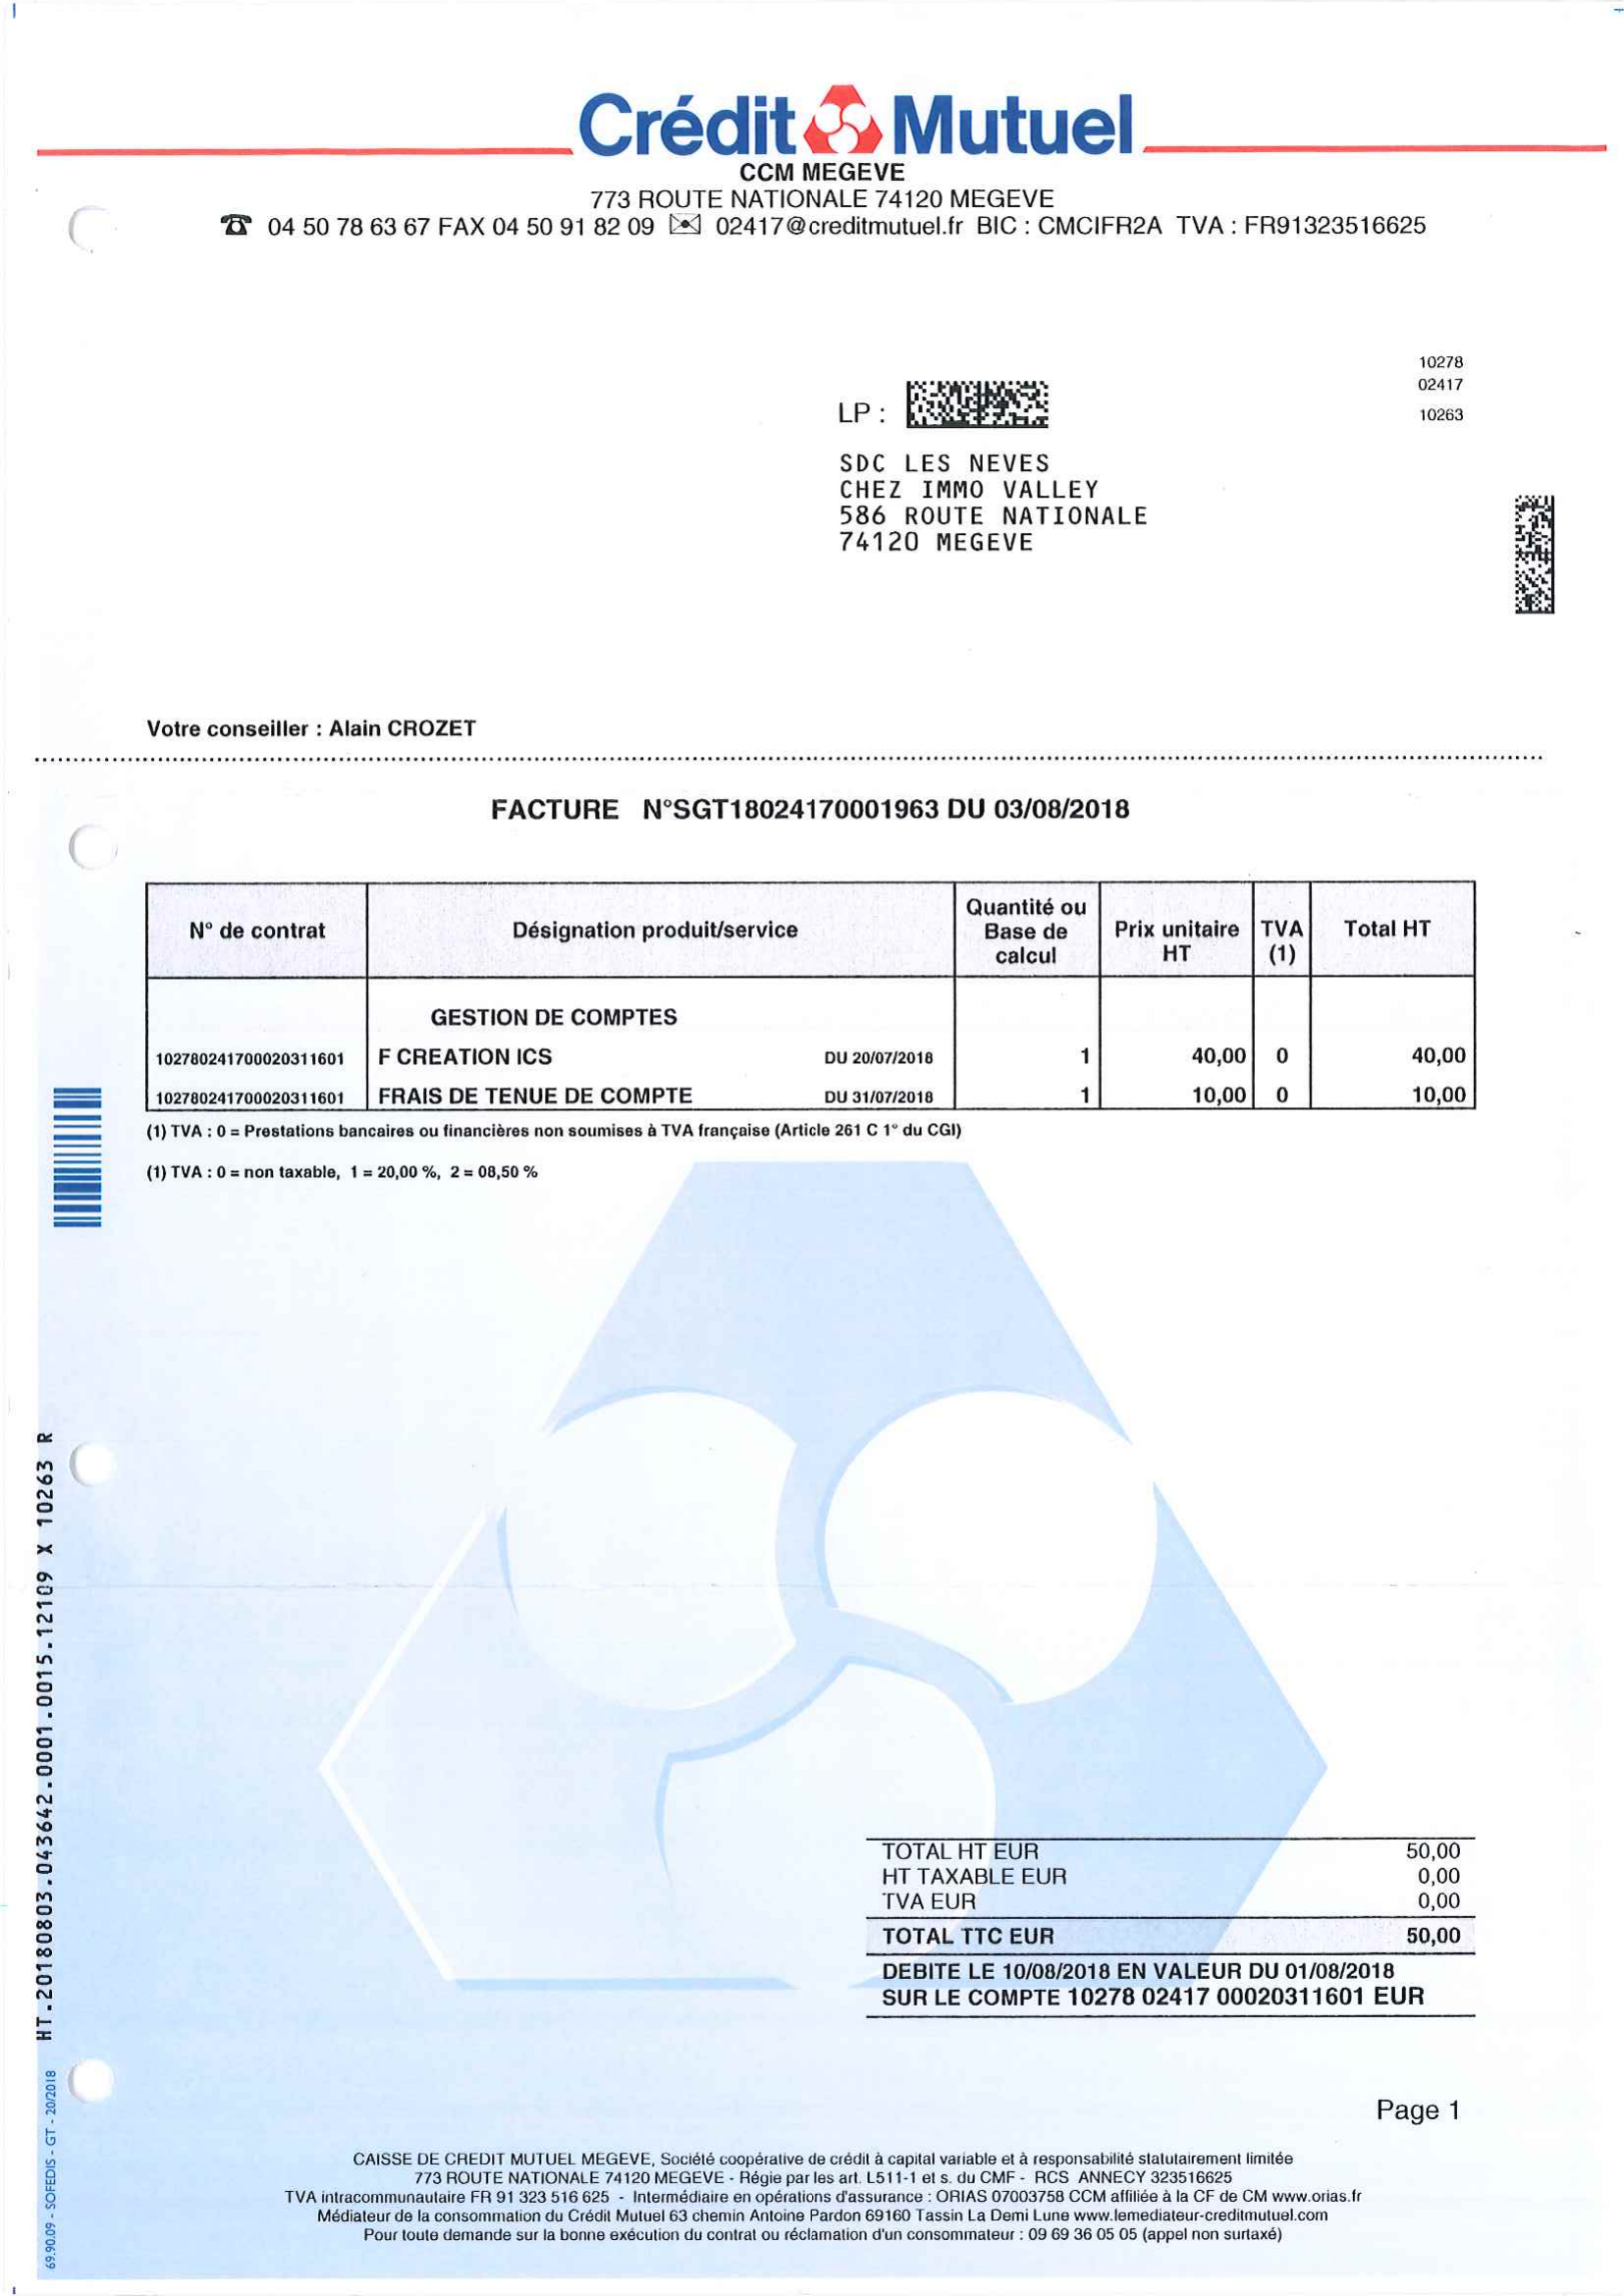 Crédit Mutuel
CCM MEGEVE
773 ROUTE NATIONALE 74120 MEGEVE
04 50 78 63 67 FAX 04 50 91 82 09 02417@creditmutuel.fr BIC : CMCIFR2A TVA : FR91323516625
10278
02417
10263
LP :
SDC LES NEVES
CHEZ IMMO VALLEY
586 ROUTE NATIONALE
74120 MEGEVE
Votre conseiller : Alain CROZET
FACTURE N°SGT18024170001963 DU 03/08/2018
N° de contrat Désignation produit/service Quantité ou Base de calcul Prix unitaire HT TVA (1) Total HT
GESTION DE COMPTES
102780241700020311601 F CREATION ICS DU 20/07/2018 1 40,00 0 40,00
102780241700020311601 FRAIS DE TENUE DE COMPTE DU 31/07/2018 1 10,00 0 10,00
(1) TVA : 0 = Prestations bancaires ou financières non soumises à TVA française (Article 261 C 1° du CGI)
(1) TVA : 0 = non taxable, 1 = 20,00 %, 2 = 08,50 %
TOTAL HT EUR 50,00
HT TAXABLE EUR 0,00
TVA EUR 0,00
TOTAL TTC EUR 50,00
DEBITE LE 10/08/2018 EN VALEUR DU 01/08/2018
SUR LE COMPTE 10278 02417 00020311601 EUR
HT.20180803.043642.0001.0015.12109 X 10263 R
69.90.09 - SOFEDIS - GT - 20/2018
Page 1
CAISSE DE CREDIT MUTUEL MEGEVE, Société coopérative de crédit à capital variable et à responsabilité statutairement limitée
773 ROUTE NATIONALE 74120 MEGEVE - Régie par les art. L511-1 et s. du CMF - RCS ANNECY 323516625
TVA intracommunautaire FR 91 323 516 625 - Intermédiaire en opérations d'assurance : ORIAS 07003758 CCM affiliée à la CF de CM www.orias.fr
Médiateur de la consommation du Crédit Mutuel 63 chemin Antoine Pardon 69160 Tassin La Demi Lune www.lemediateur-creditmutuel.com
Pour toute demande sur la bonne exécution du contrat ou réclamation d'un consommateur : 09 69 36 05 05 (appel non surtaxé)